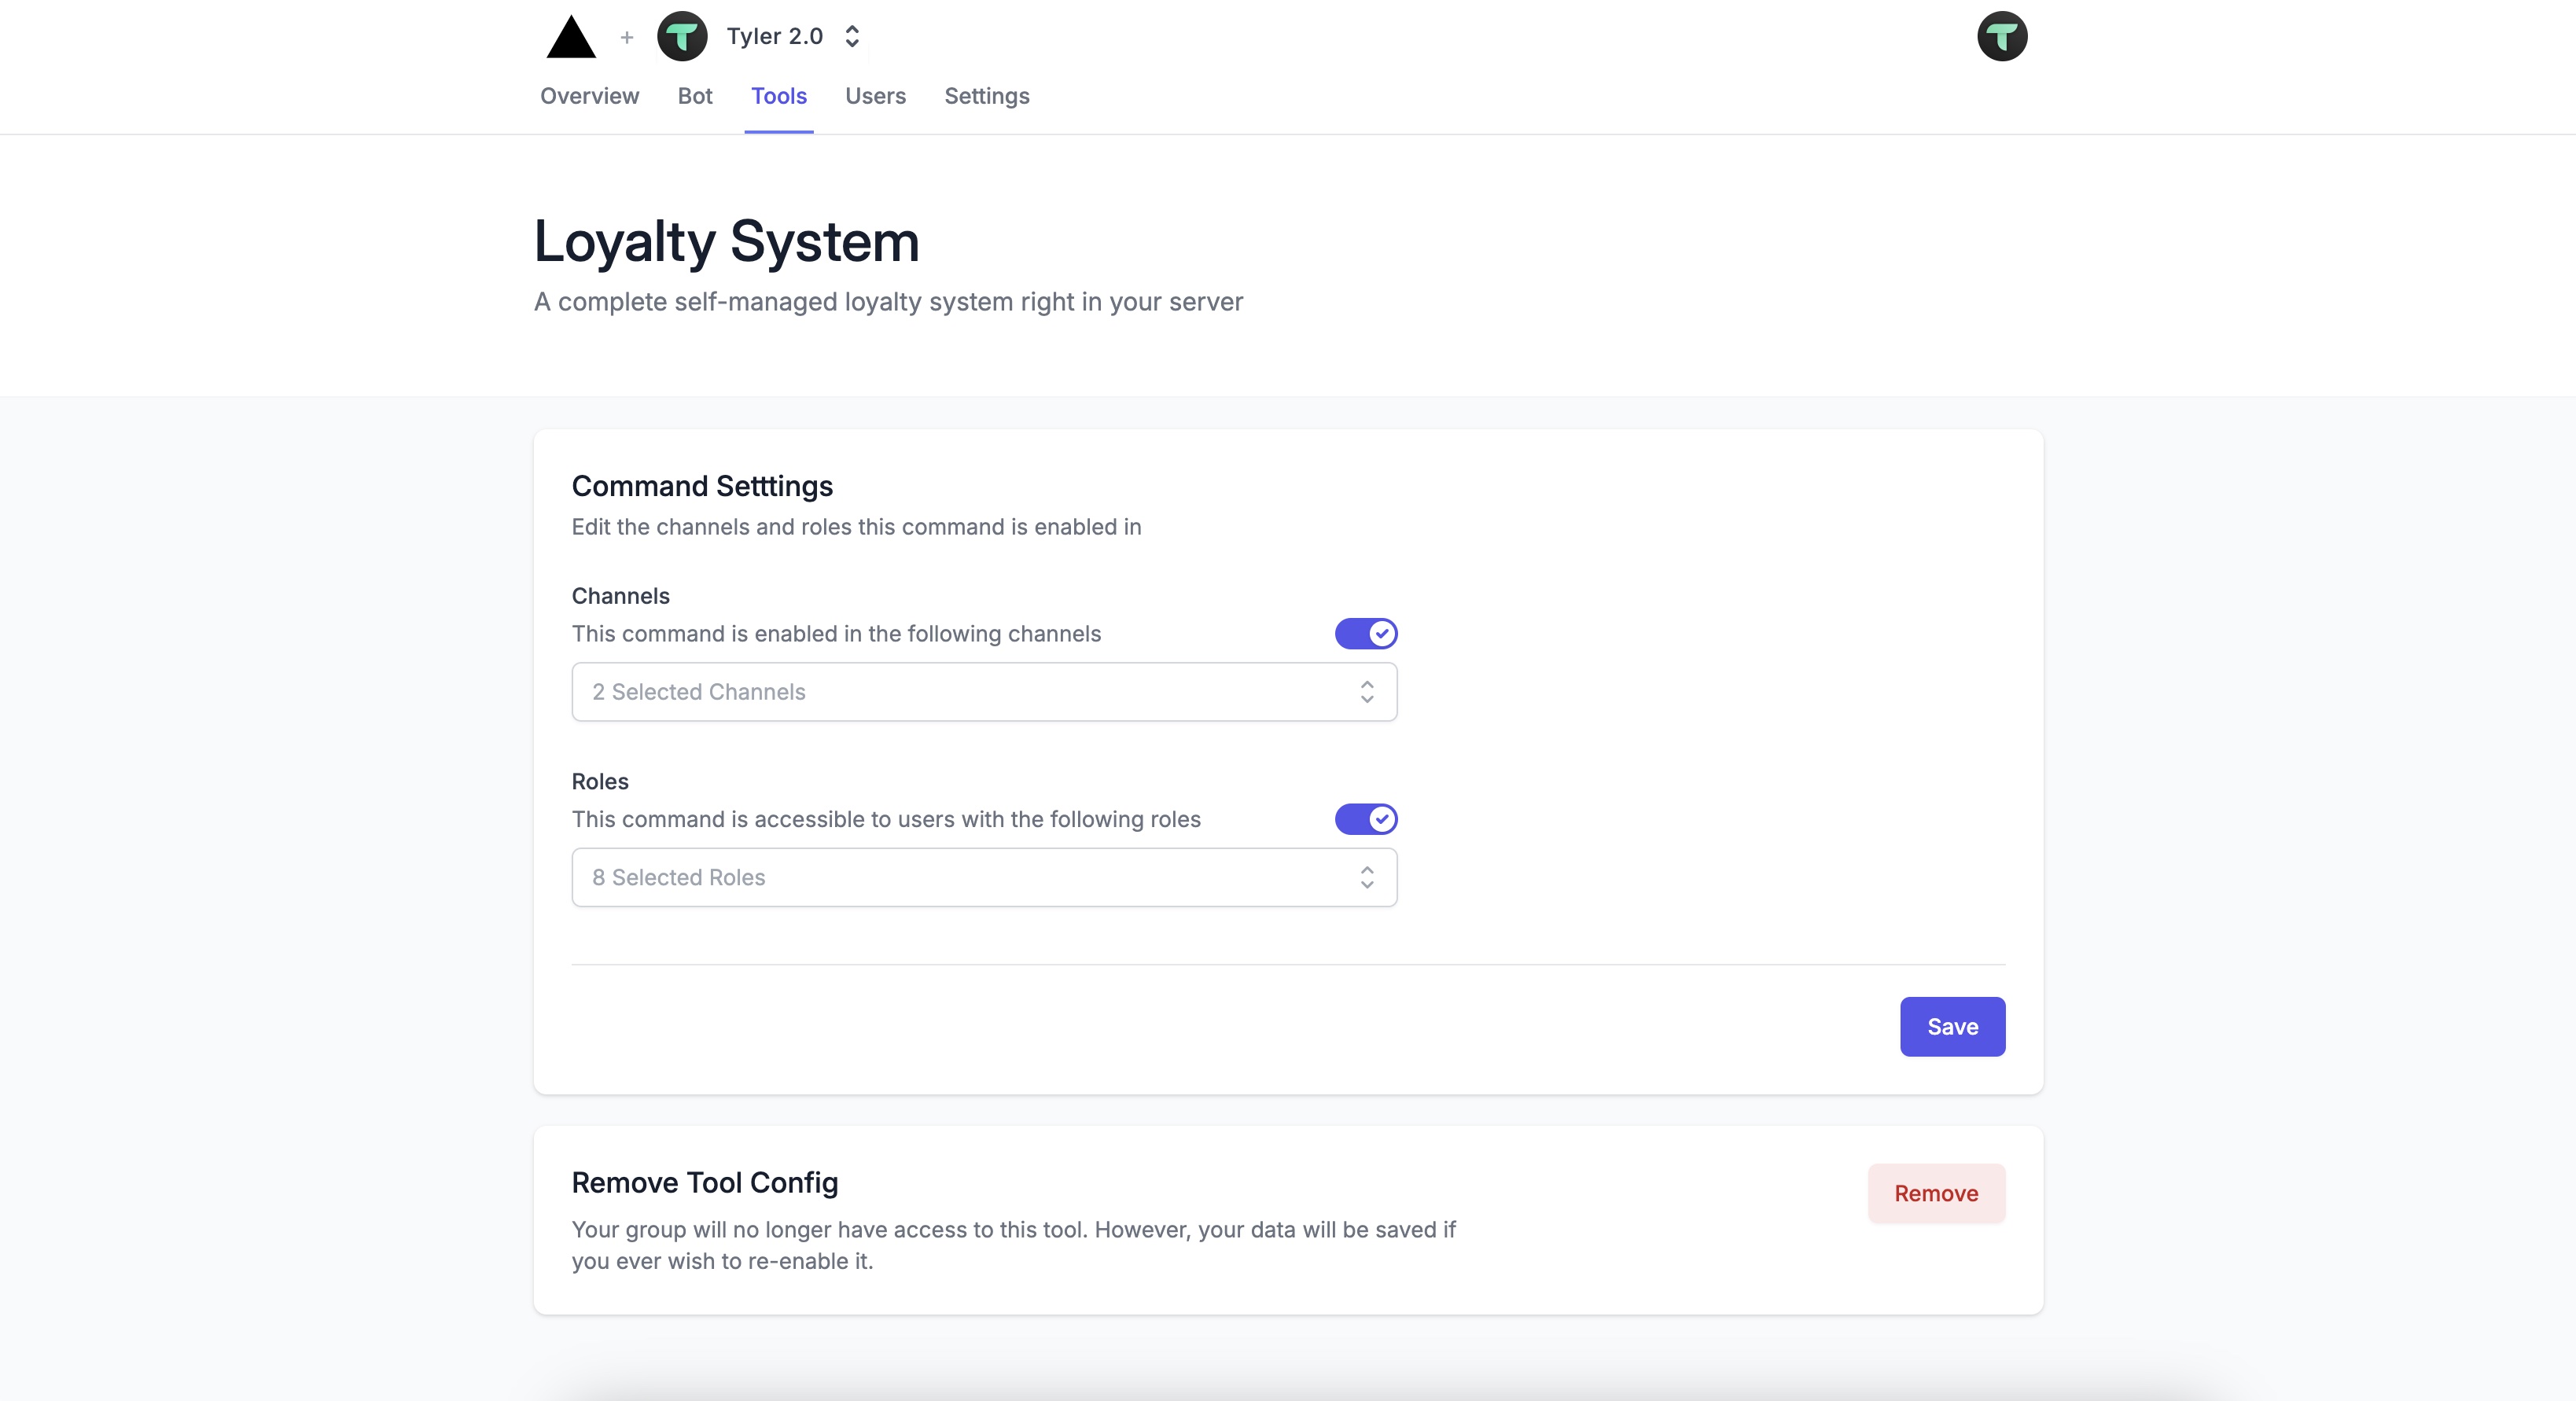 + Tyler 2.0
Overview Bot Tools Users Settings
Loyalty System
A complete self-managed loyalty system right in your server
Command Setttings
Edit the channels and roles this command is enabled in
Channels
This command is enabled in the following channels
2 Selected Channels
Roles
This command is accessible to users with the following roles
8 Selected Roles
Save
Remove Tool Config
Remove
Your group will no longer have access to this tool. However, your data will be saved if
you ever wish to re-enable it.